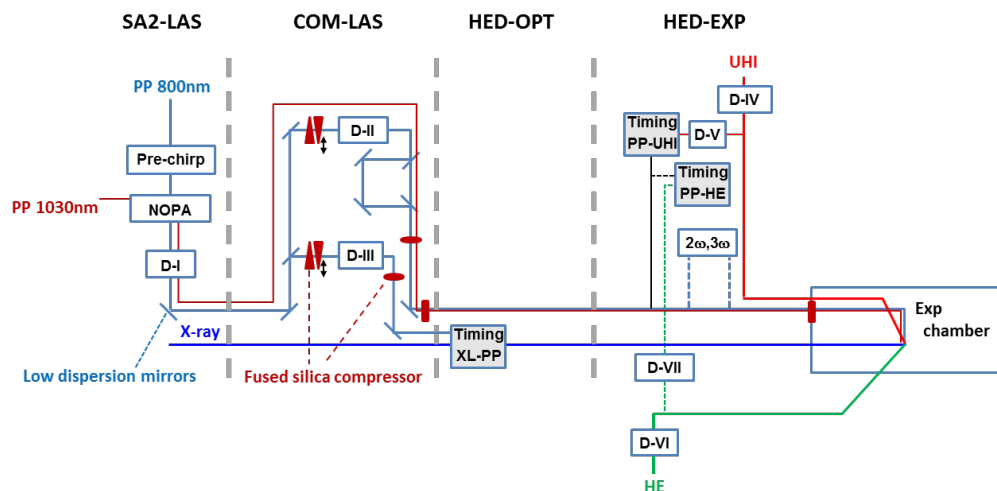 SA2-LAS
COM-LAS
HED-OPT
HED-EXP
UHI
PP 800nm
D-IV
D-II
Timing
PP-UHI
D-V
Pre-chirp
Timing
PP-HE
PP 1030nm
NOPA
2ω,3ω
D-I
D-III
Exp
chamber
X-ray
Timing
XL-PP
Low dispersion mirrors
Fused silica compressor
D-VII
D-VI
HE